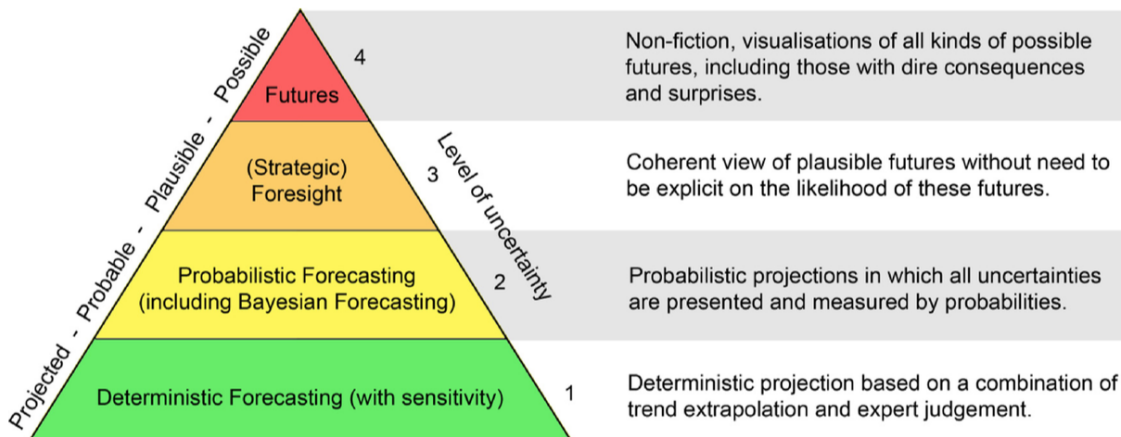 Projected - Probable - Plausible - Possible
4
Futures
Non-fiction, visualisations of all kinds of possible
futures, including those with dire consequences
and surprises.
Level of uncertainty
3
(Strategic)
Foresight
Coherent view of plausible futures without need to
be explicit on the likelihood of these futures.
2
Probabilistic Forecasting
(including Bayesian Forecasting)
Probabilistic projections in which all uncertainties
are presented and measured by probabilities.
1
Deterministic Forecasting (with sensitivity)
Deterministic projection based on a combination of
trend extrapolation and expert judgement.